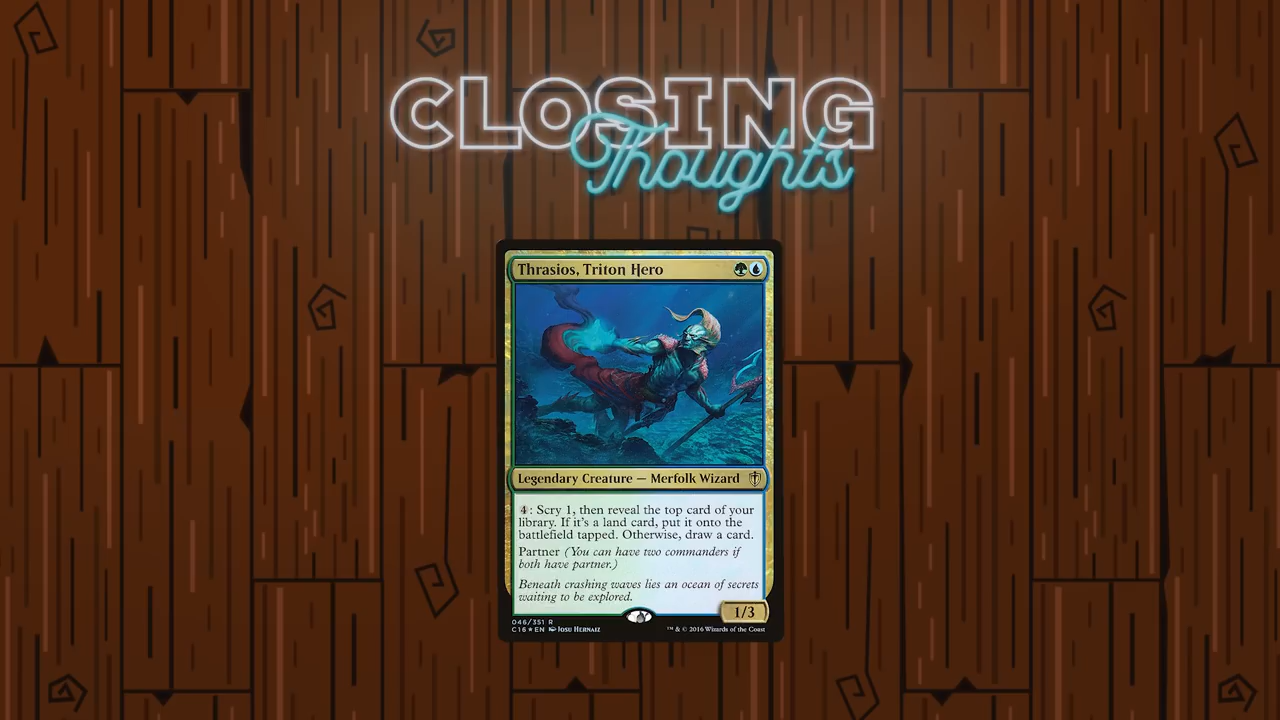 CLOSING
Thoughts
Thrasios, Triton Hero
Legendary Creature — Merfolk Wizard
4: Scry 1, then reveal the top card of your
library. If it's a land card, put it onto the
battlefield tapped. Otherwise, draw a card.
Partner (You can have two commanders if
both have partner.)
Beneath crashing waves lies an ocean of secrets
waiting to be explored.
1/3
046/351 R
C16 ★ EN Josu Hernaiz
™ & © 2016 Wizards of the Coast